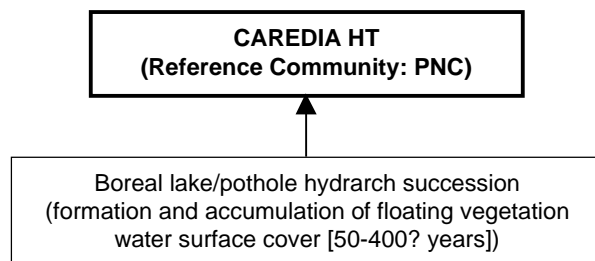 CAREDIA HT
(Reference Community: PNC)
Boreal lake/pothole hydrarch succession
(formation and accumulation of floating vegetation
water surface cover [50-400? years])